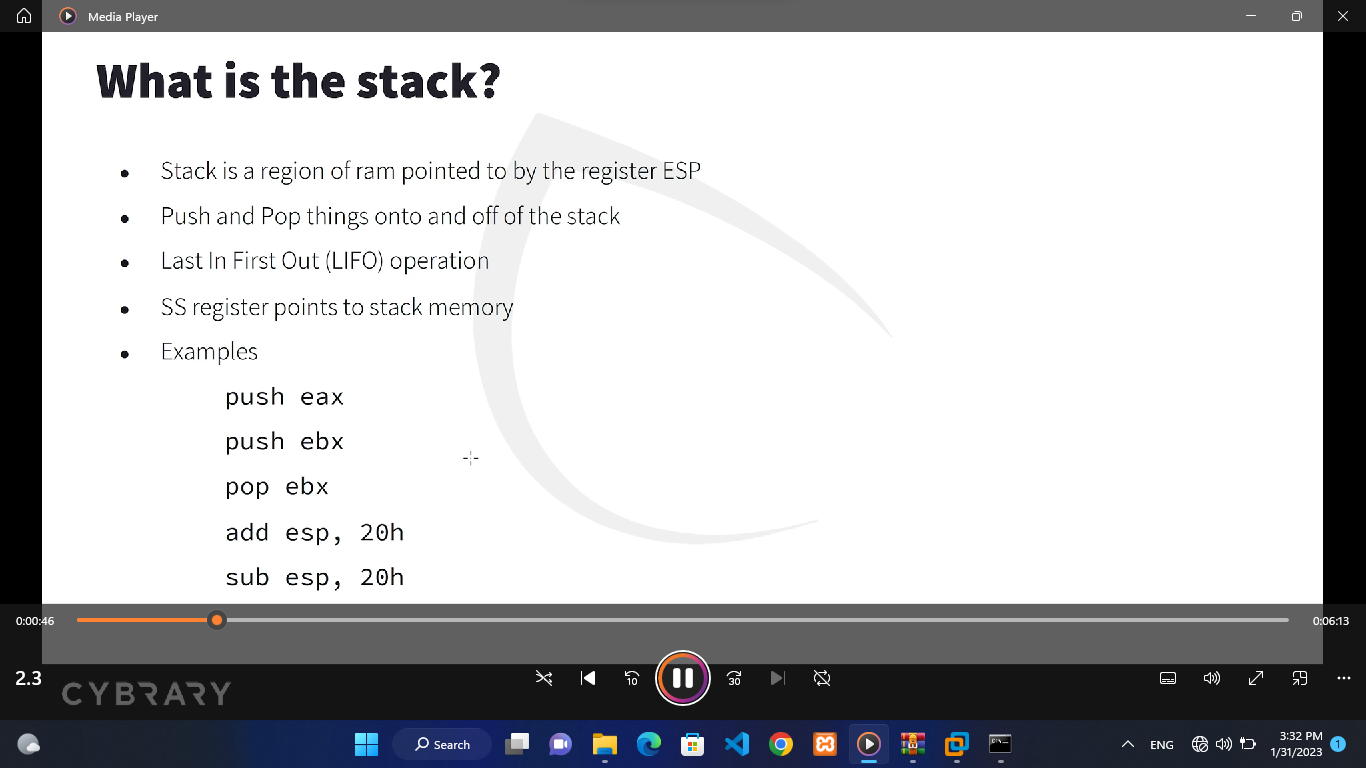 Media Player
What is the stack?
● Stack is a region of ram pointed to by the register ESP
● Push and Pop things onto and off of the stack
● Last In First Out (LIFO) operation
● SS register points to stack memory
● Examples
push eax
push ebx
pop ebx
add esp, 20h
sub esp, 20h
0:00:46
0:06:13
2.3
CYBRARY
10
30
Search
ENG
3:32 PM
1/31/2023
1